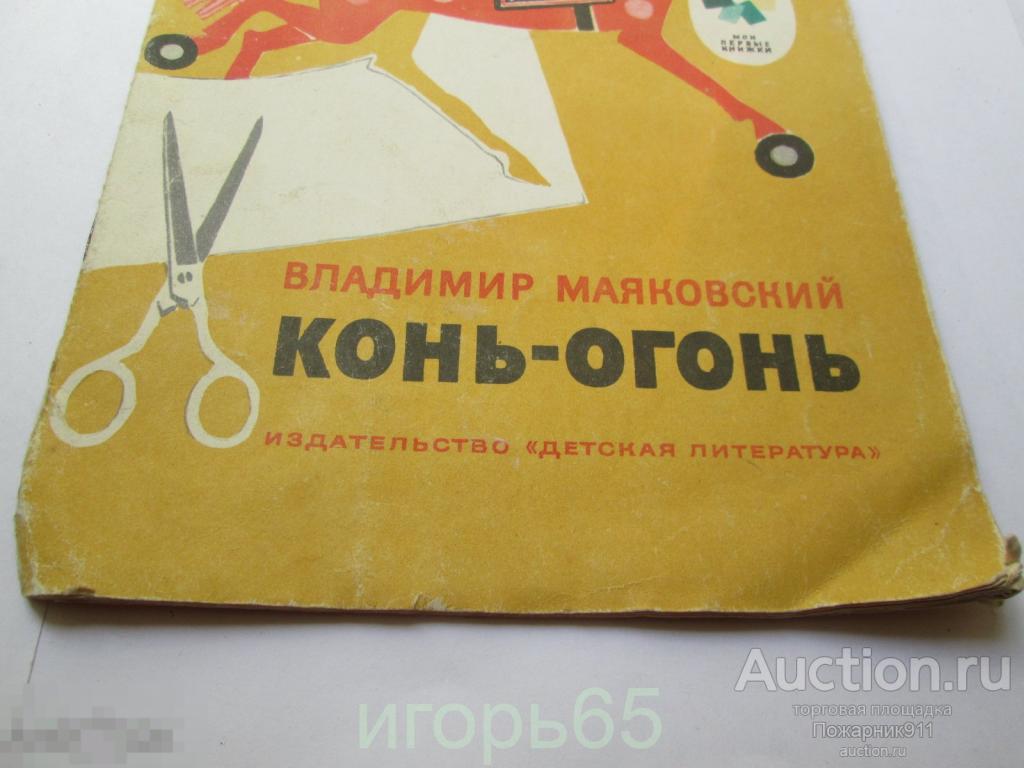 МОИ
ПЕРВЫЕ
КНИЖКИ
ВЛАДИМИР МАЯКОВСКИЙ
КОНЬ-ОГОНЬ
ИЗДАТЕЛЬСТВО «ДЕТСКАЯ ЛИТЕРАТУРА»
Auction.ru
торговая площадка
Пожарник911
auction.ru
игорь65